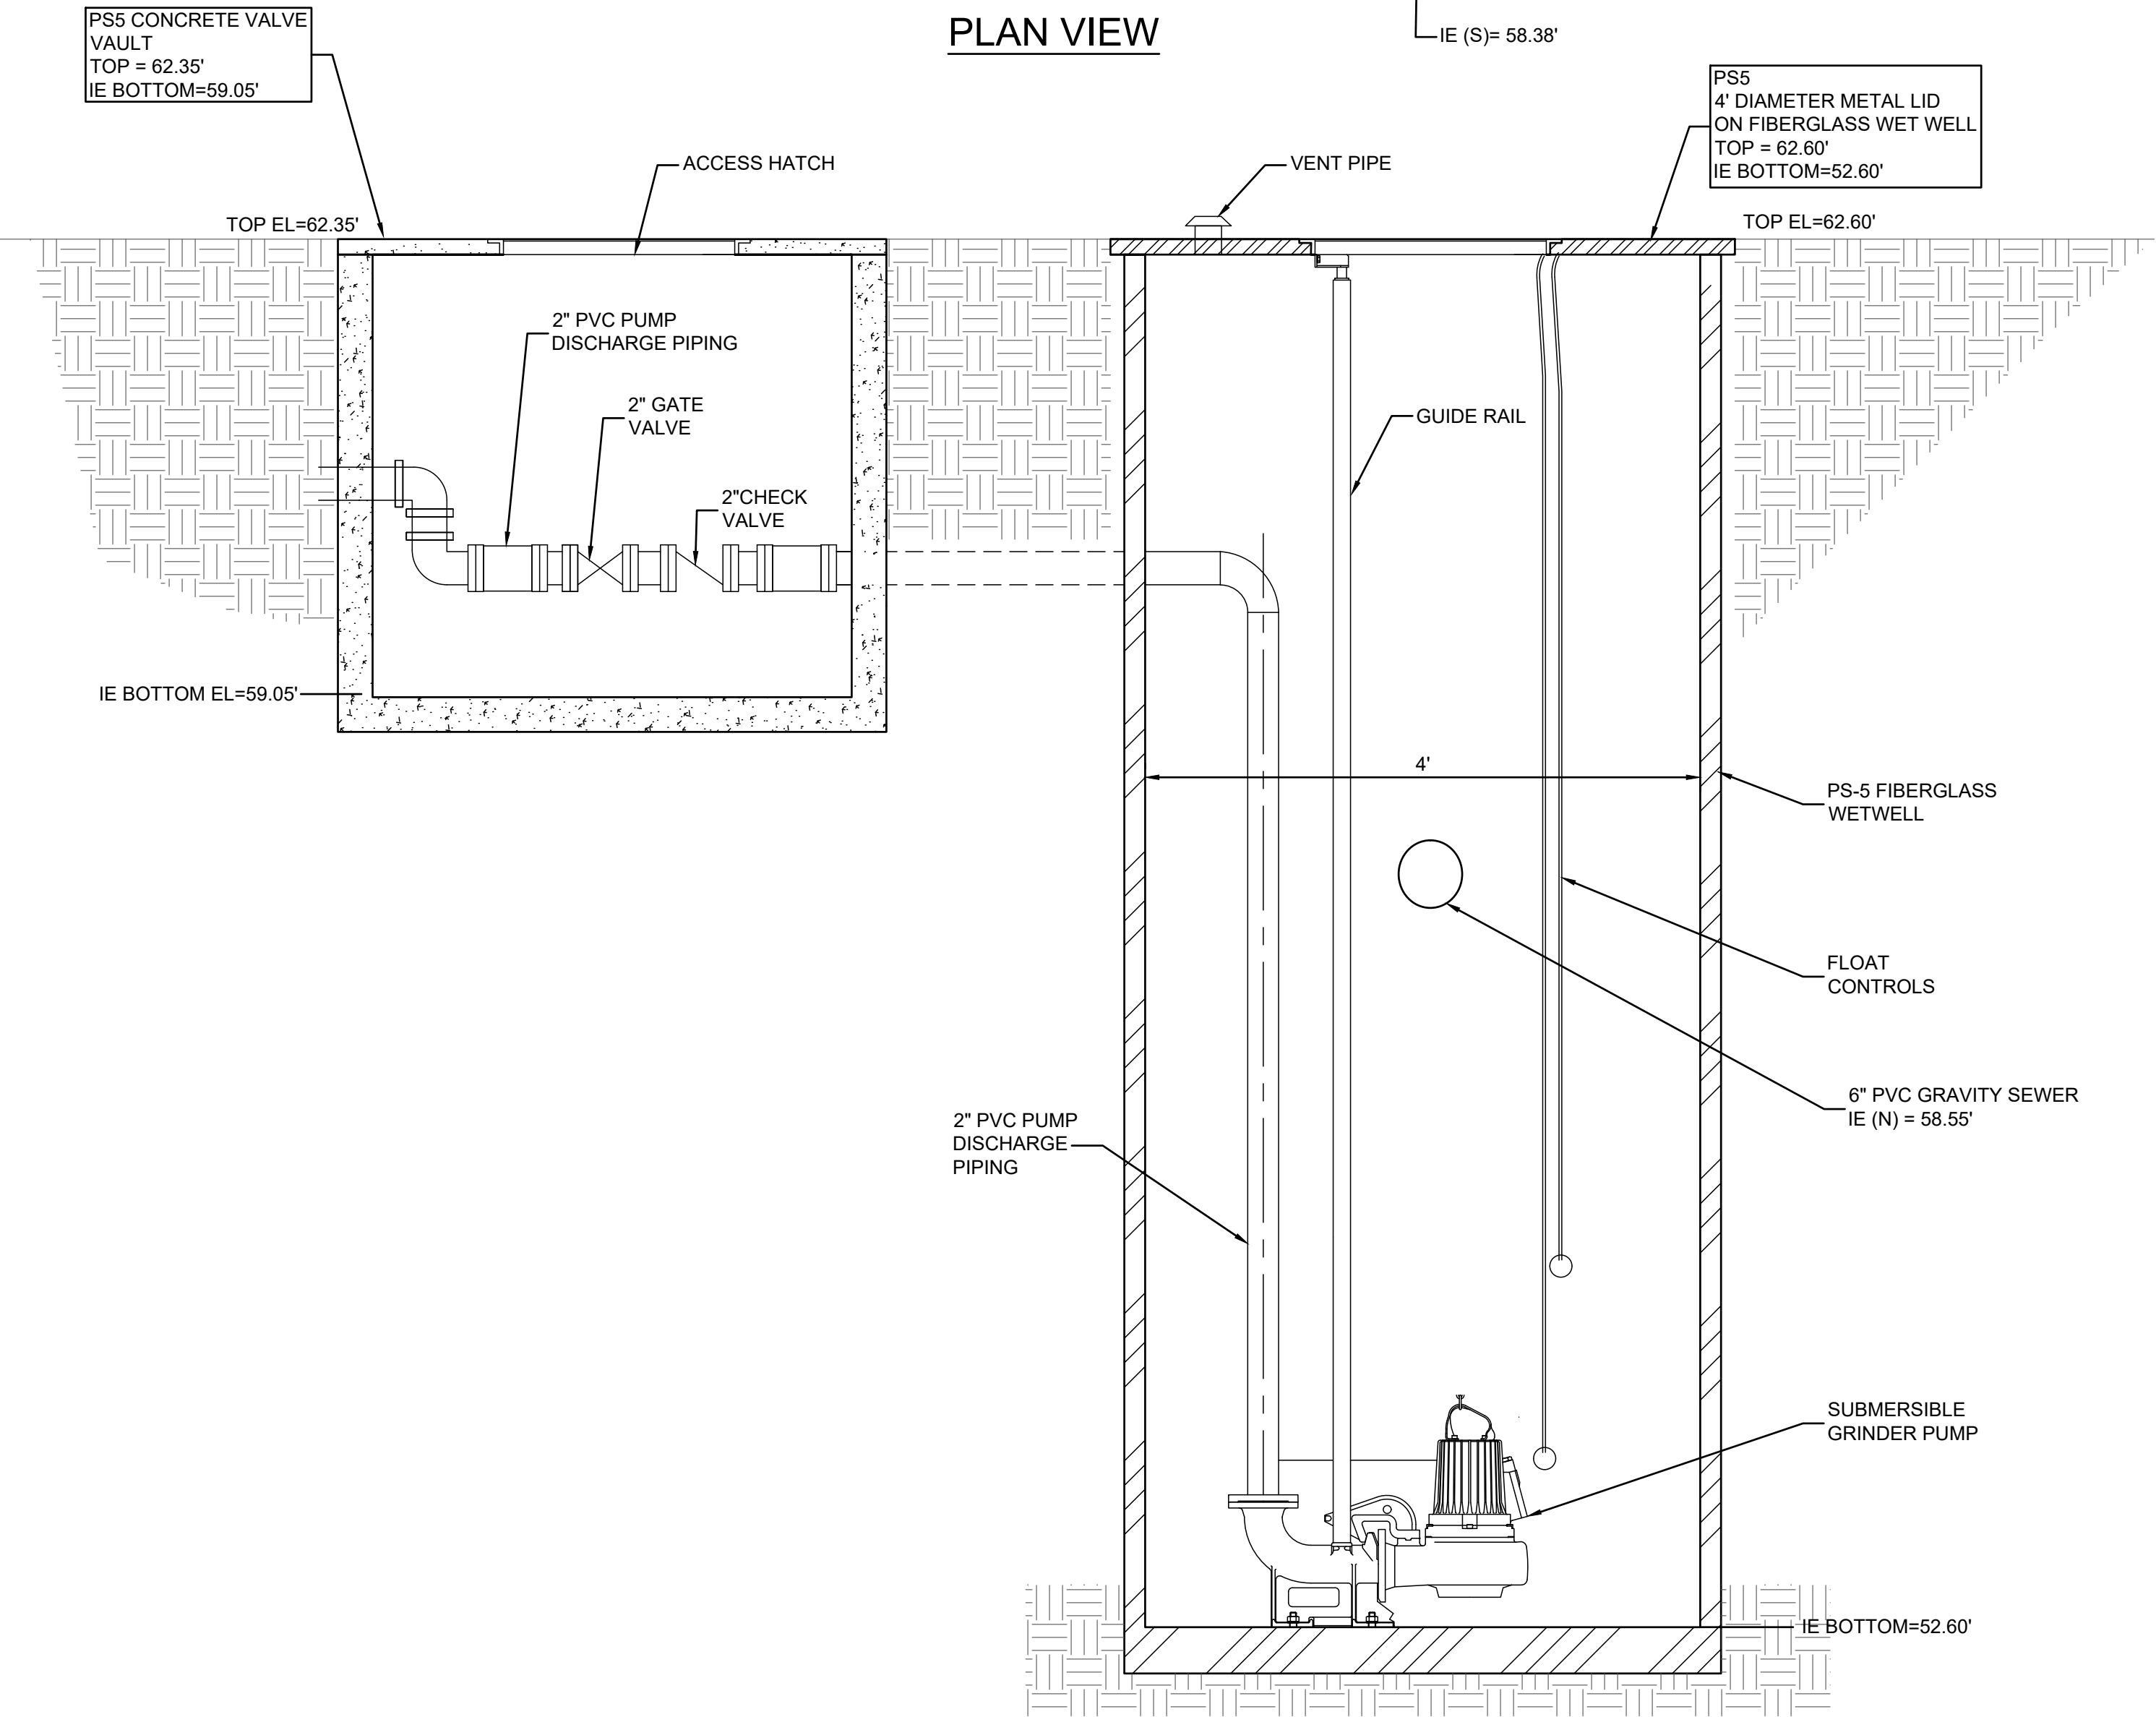 PLAN VIEW
IE (S)= 58.38'
PS5 CONCRETE VALVE
VAULT
TOP = 62.35'
IE BOTTOM=59.05'
PS5
4' DIAMETER METAL LID
ON FIBERGLASS WET WELL
TOP = 62.60'
IE BOTTOM=52.60'
ACCESS HATCH
VENT PIPE
TOP EL=62.35'
TOP EL=62.60'
2" PVC PUMP
DISCHARGE PIPING
2" GATE
VALVE
GUIDE RAIL
2"CHECK
VALVE
IE BOTTOM EL=59.05'
4'
PS-5 FIBERGLASS
WETWELL
FLOAT
CONTROLS
6" PVC GRAVITY SEWER
IE (N) = 58.55'
2" PVC PUMP
DISCHARGE
PIPING
SUBMERSIBLE
GRINDER PUMP
IE BOTTOM=52.60'